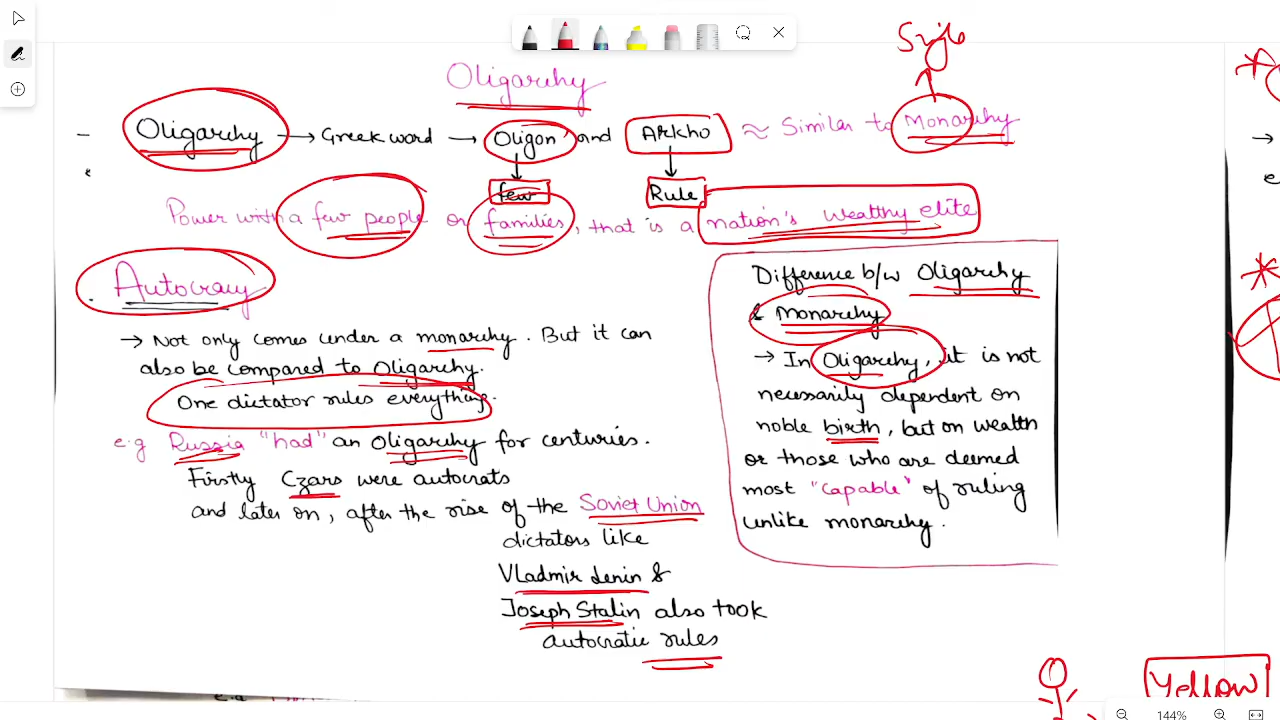 Single
Oligarchy
- Oligarchy → Greek word → Oligon' and Arkho ≈ Similar to Monarchy
few Rule
Power with a few people or families, that is a nation's wealthy elite
Autocracy
→ Not only comes under a monarchy. But it can
also be compared to Oligarchy.
One dictator rules everything.
e.g Russia "had" an Oligarchy for centuries.
Firstly Czars were autocrats
and later on, after the rise of the Soviet Union
dictators like
Vladmir Lenin &
Joseph Stalin also took
autocratic rules
Difference b/w Oligarchy
& Monarchy
→ In Oligarchy, it is not
necessarily dependent on
noble birth, but on wealth
or those who are deemed
most "capable" of ruling
unlike monarchy.
Yellow
144%